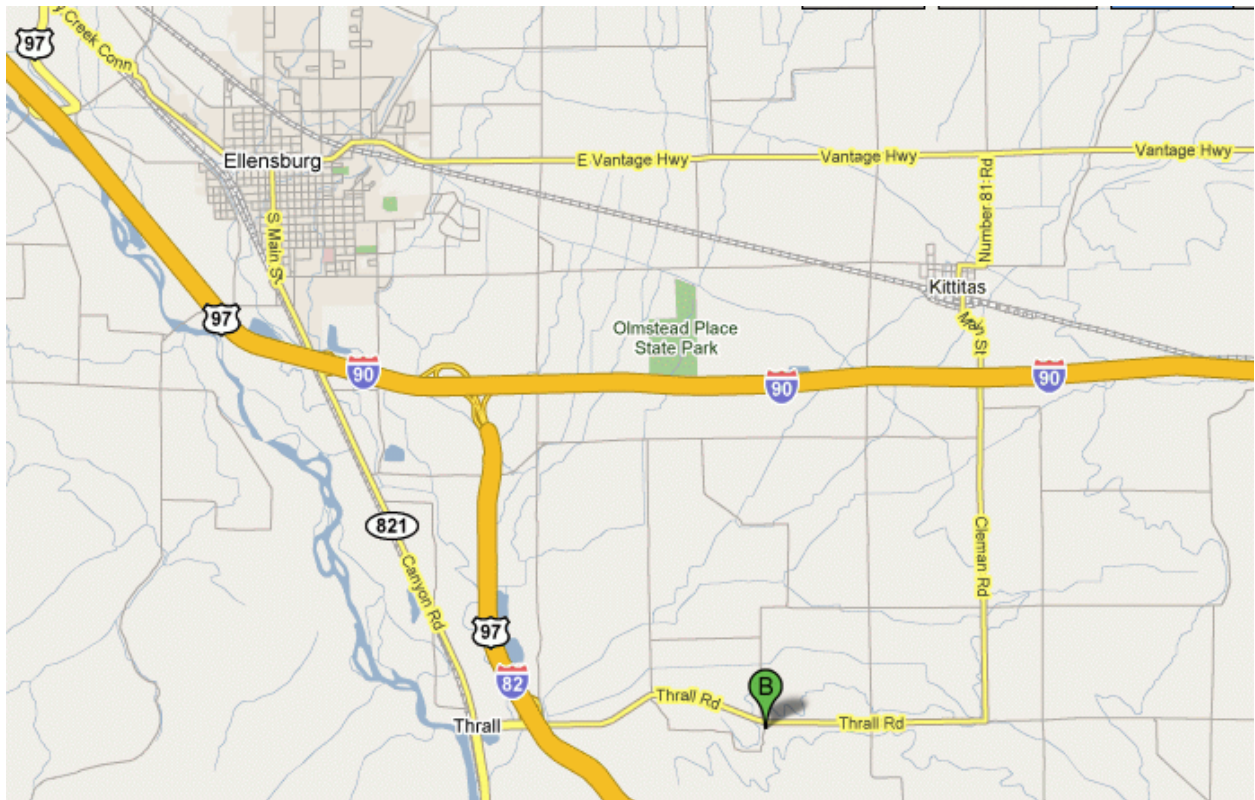 97
y Creek Conn
Ellensburg
E Vantage Hwy
Vantage Hwy
Vantage Hwy
Number 81 Rd
S Main St
Kittitas
Main St
97
Olmstead Place
State Park
90
90
90
821
Canyon Rd
Cleman Rd
97
82
B
Thrall Rd
Thrall
Thrall Rd